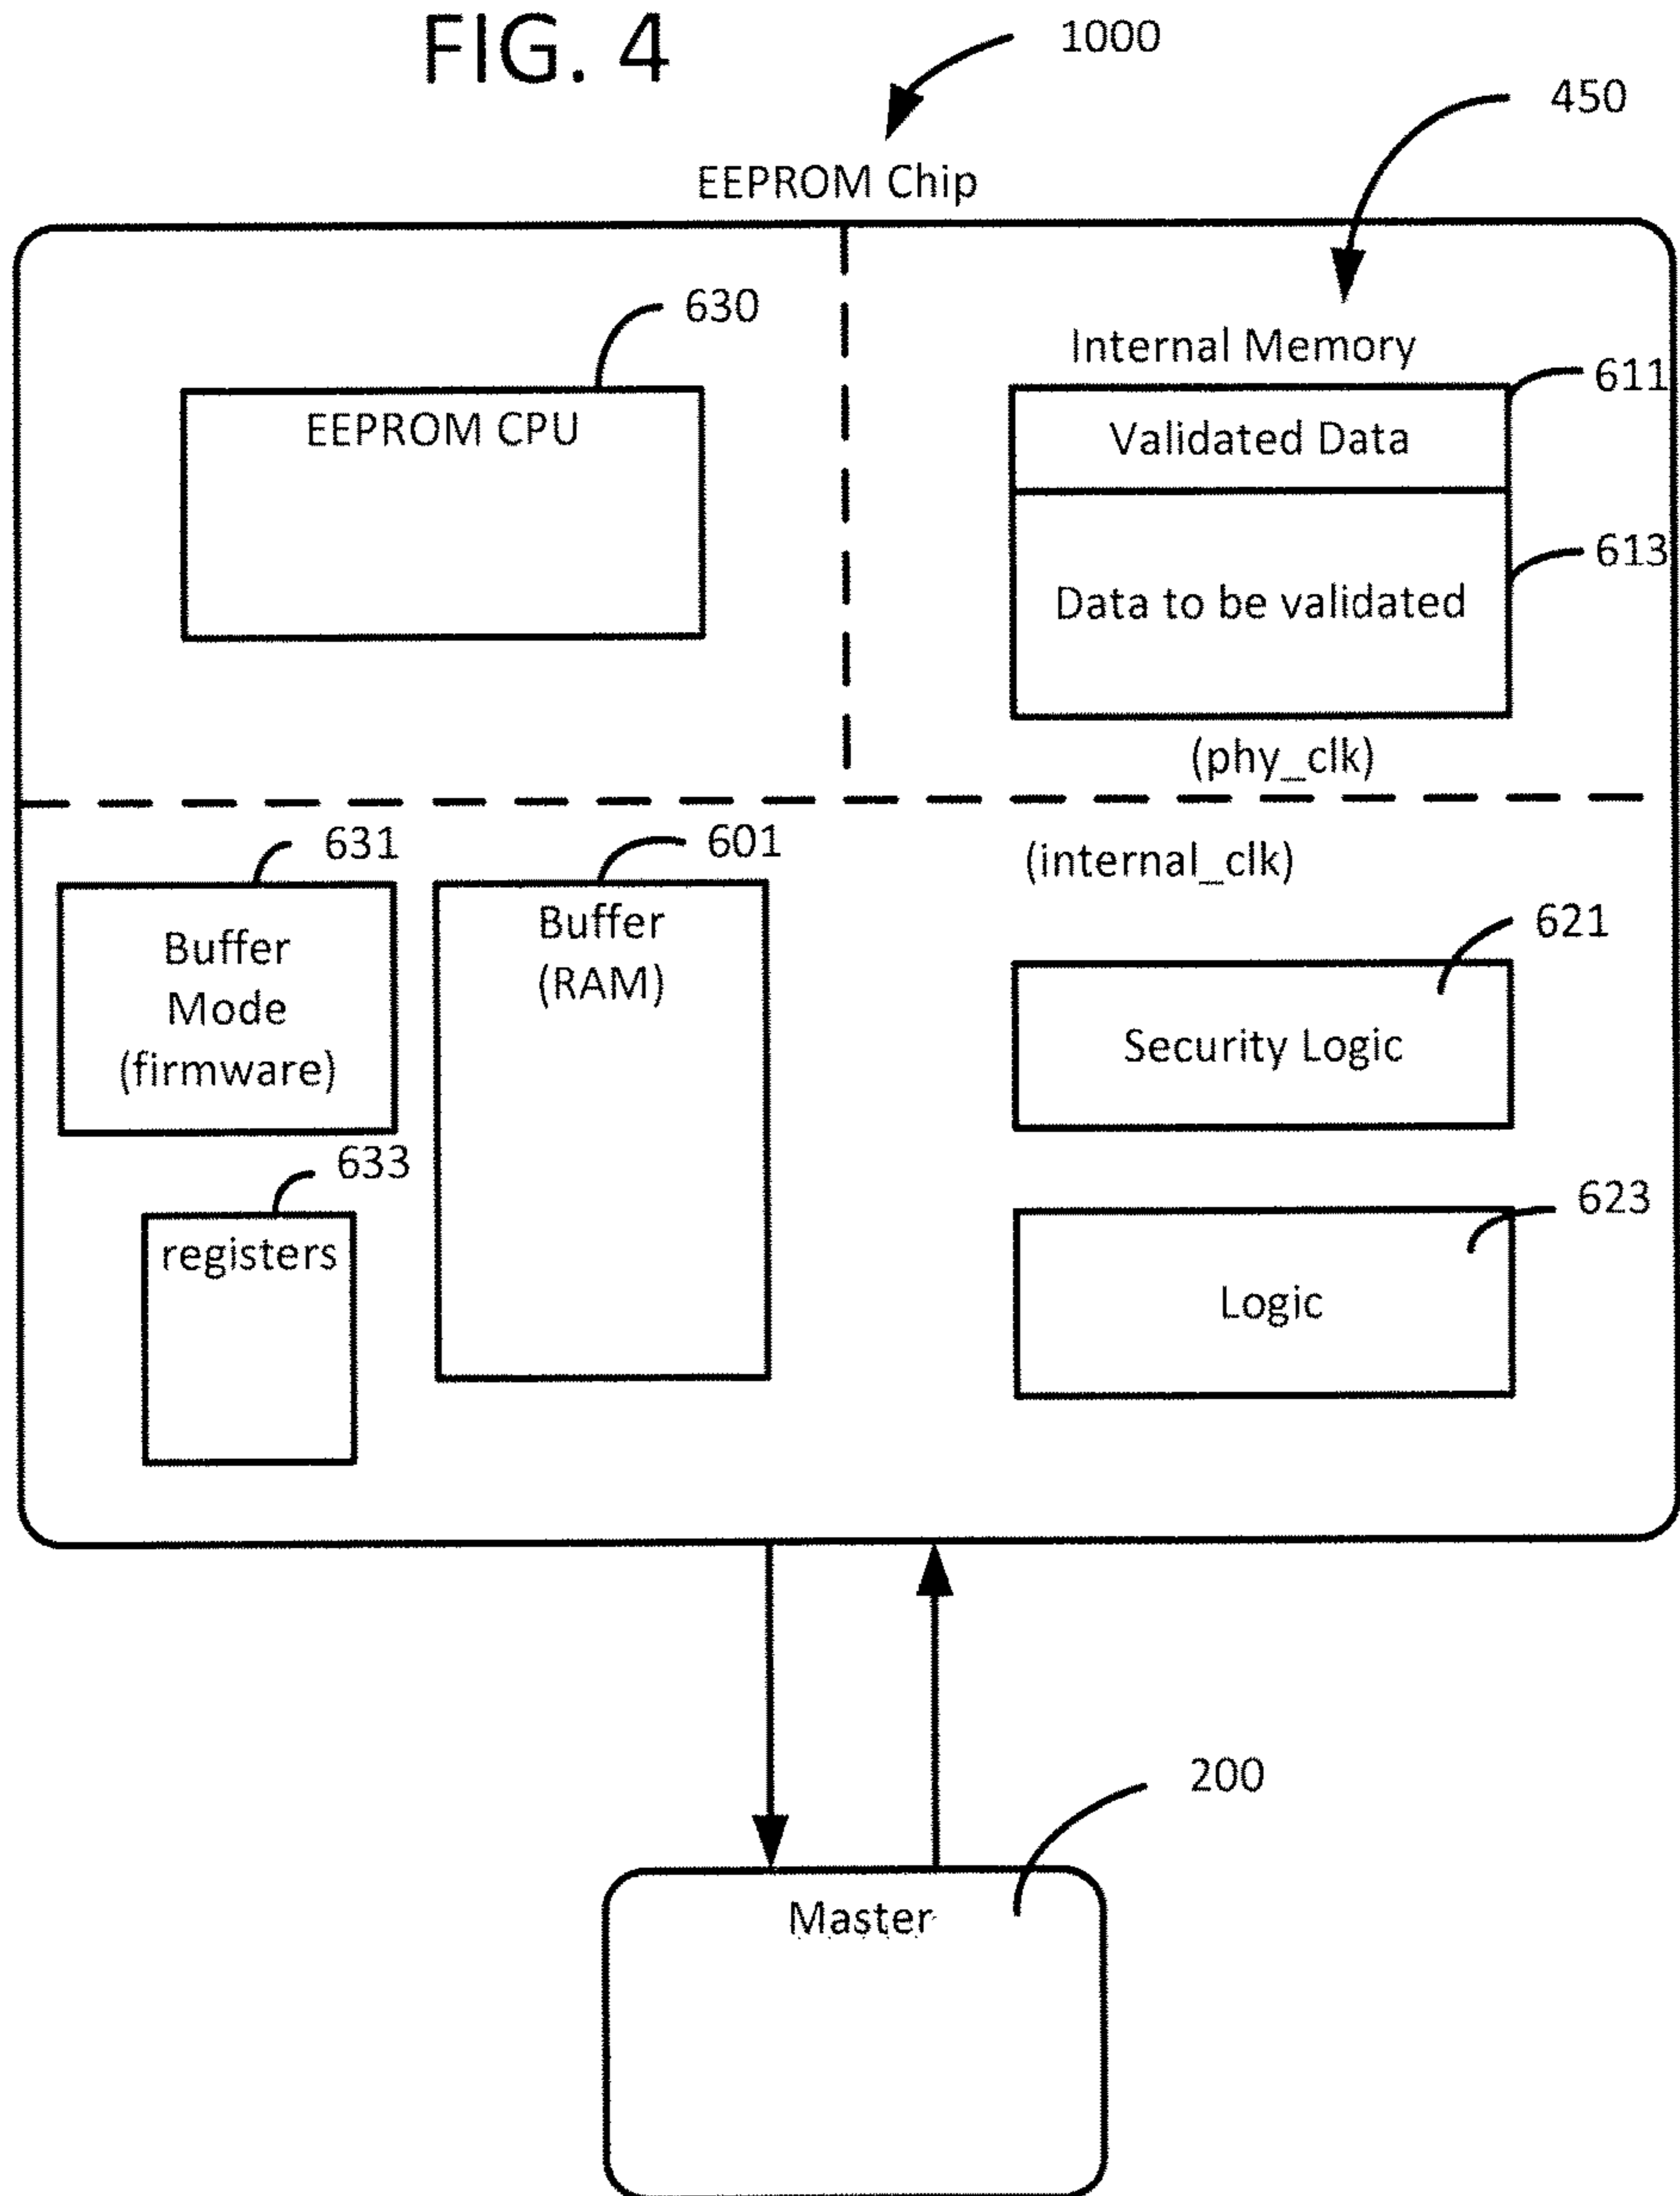 FIG. 4
1000
450
EEPROM Chip
630
EEPROM CPU
Internal Memory
611
Validated Data
613
Data to be validated
(phy_clk)
631
601
(internal_clk)
Buffer
Mode
(firmware)
Buffer
(RAM)
621
Security Logic
633
registers
623
Logic
200
Master